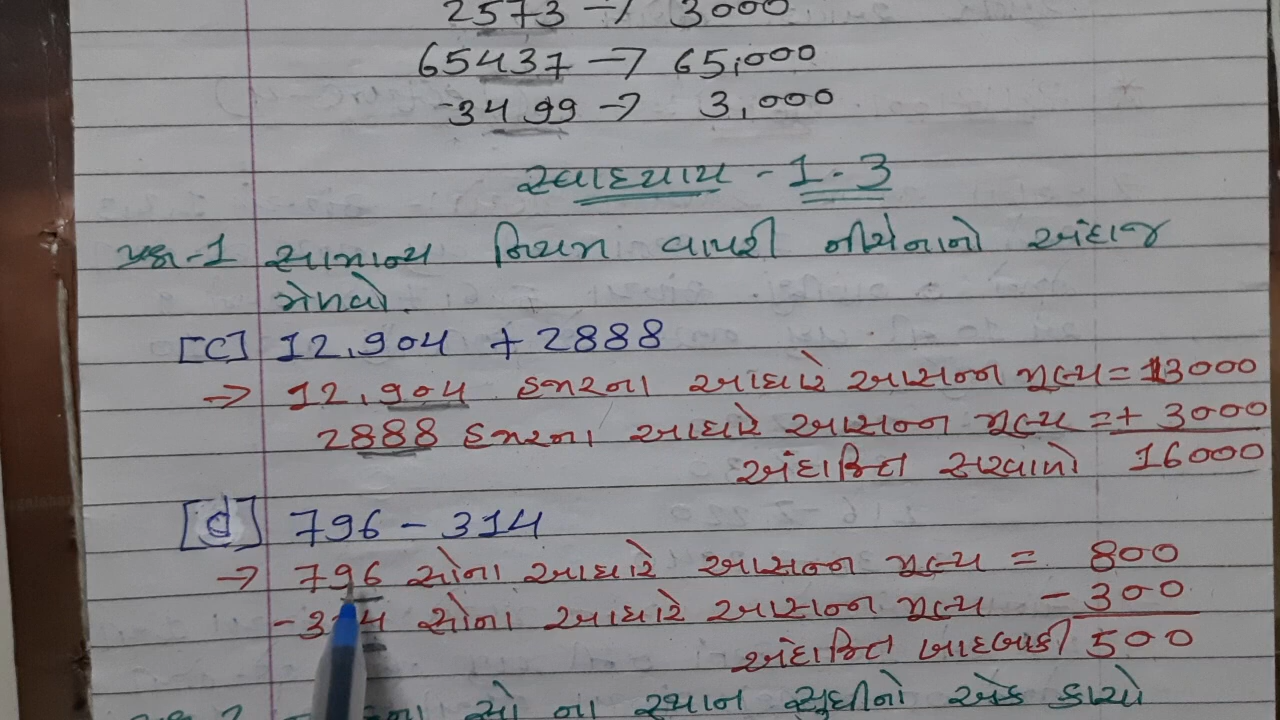 2573 → 3000
65437 → 65,000
3499 → 3,000
સ્વાધ્યાય - 1.3
પ્રશ્ન-1 સામાન્ય નિયમ વાપરી નીચેનાનો અંદાજ
મેળવો.
[C] 12,904 + 2888
→ 12,904 હજારના આધારે આસન્ન મૂલ્ય = 13000
2888 હજારના આધારે આસન્ન મૂલ્ય = + 3000
અંદાજિત સરવાળો 16000
[d] 796 - 314
→ 796 સોના આધારે આસન્ન મૂલ્ય = 800
- 314 સોના આધારે આસન્ન મૂલ્ય - 300
અંદાજિત બાદબાકી 500
સો ના સ્થાન સુધીનો એક કાચો